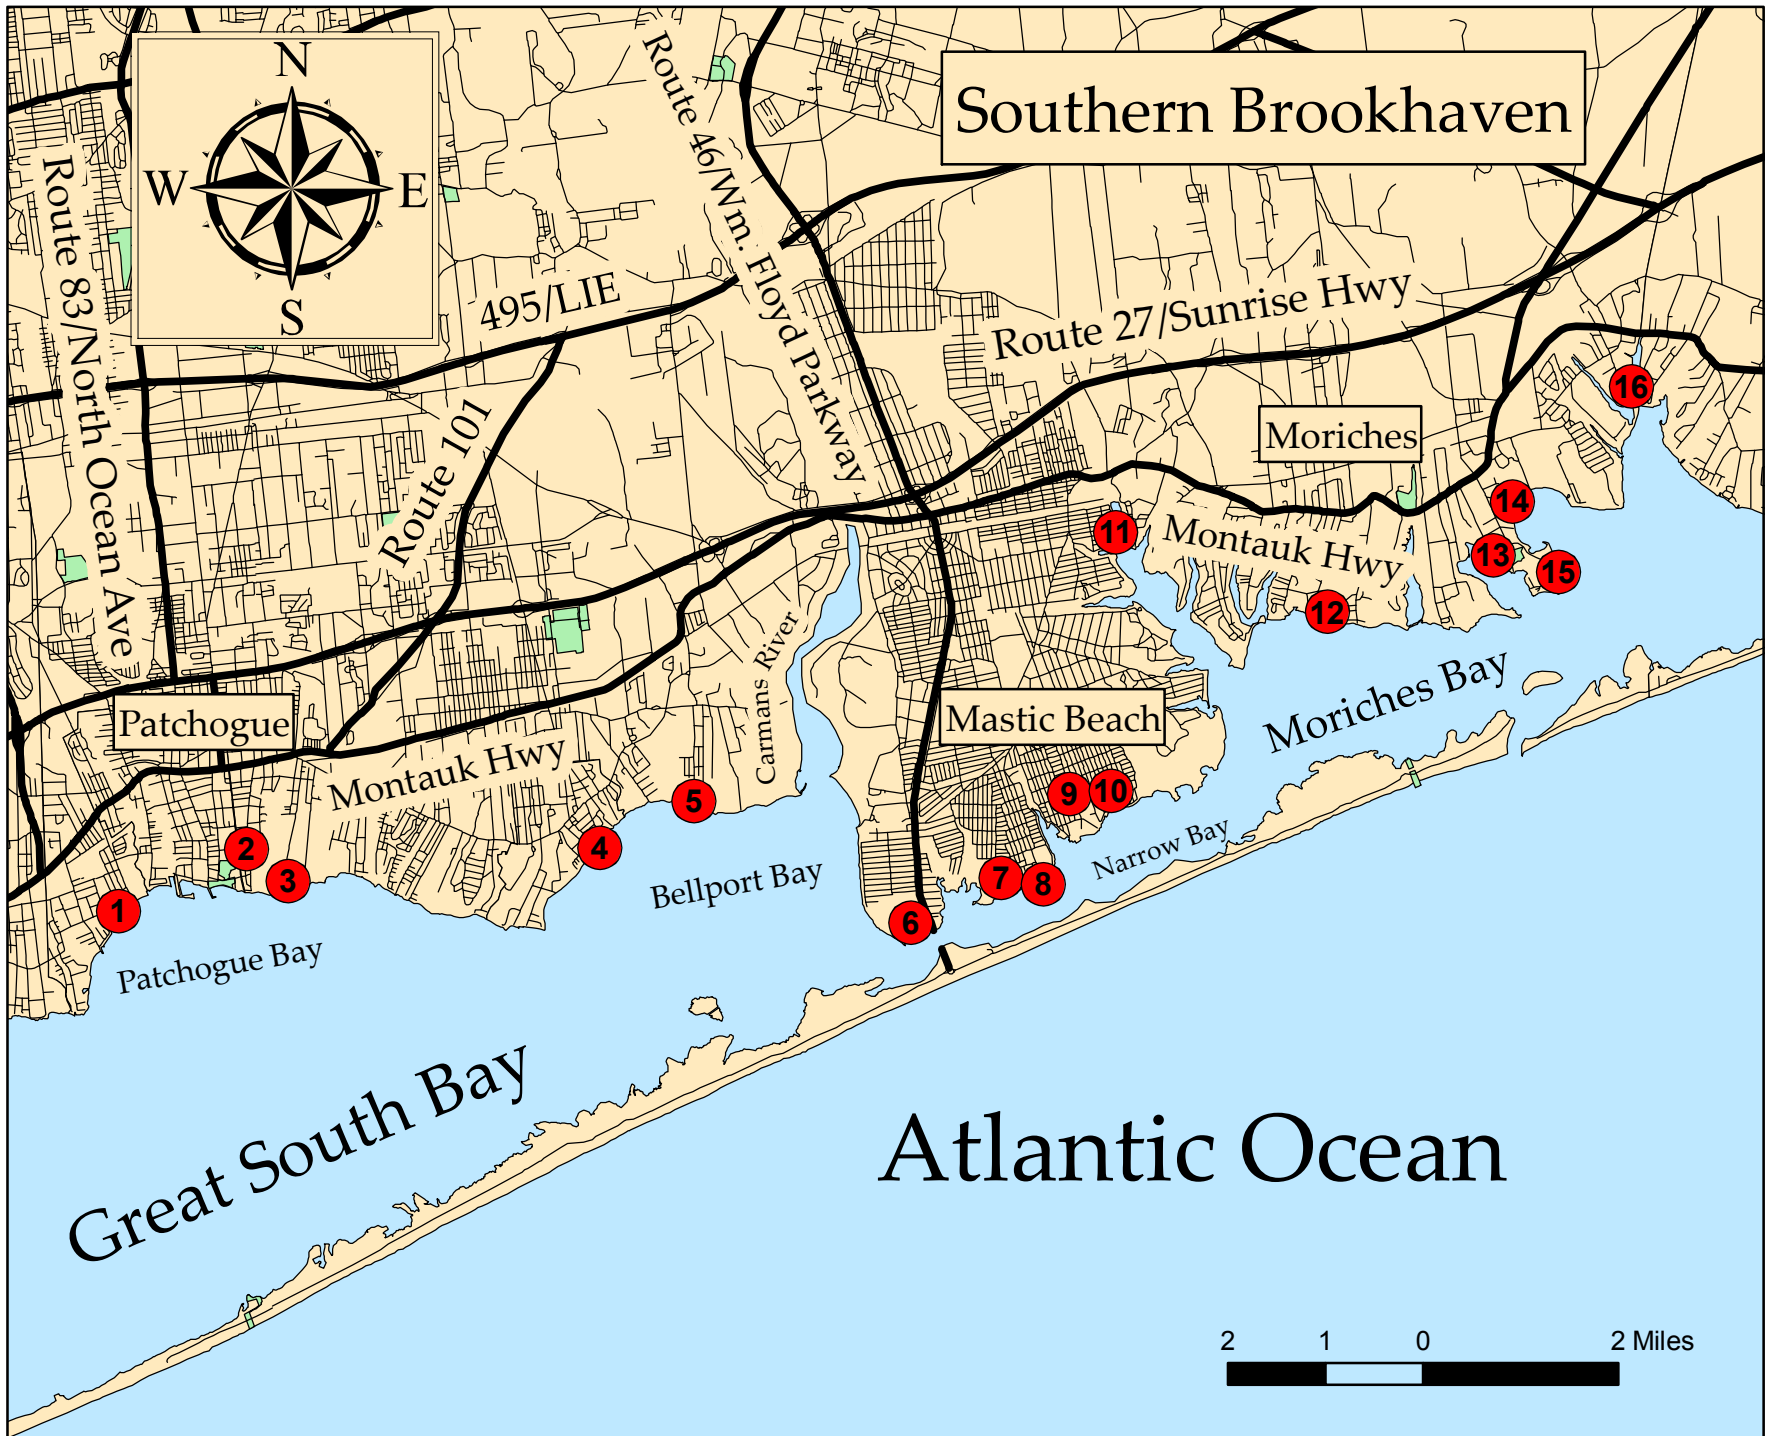 N
W
E
S
Southern Brookhaven
Route 46/Wm. Floyd Parkway
Route 83/North Ocean Ave
495/LIE
Route 27/Sunrise Hwy
Route 101
Moriches
16
14
11
Montauk Hwy
13
15
12
Carmans River
Moriches Bay
Patchogue
Mastic Beach
Montauk Hwy
5
9
10
2
4
3
Bellport Bay
Narrow Bay
7
8
1
6
Patchogue Bay
Great South Bay
Atlantic Ocean
2 1 0 2 Miles